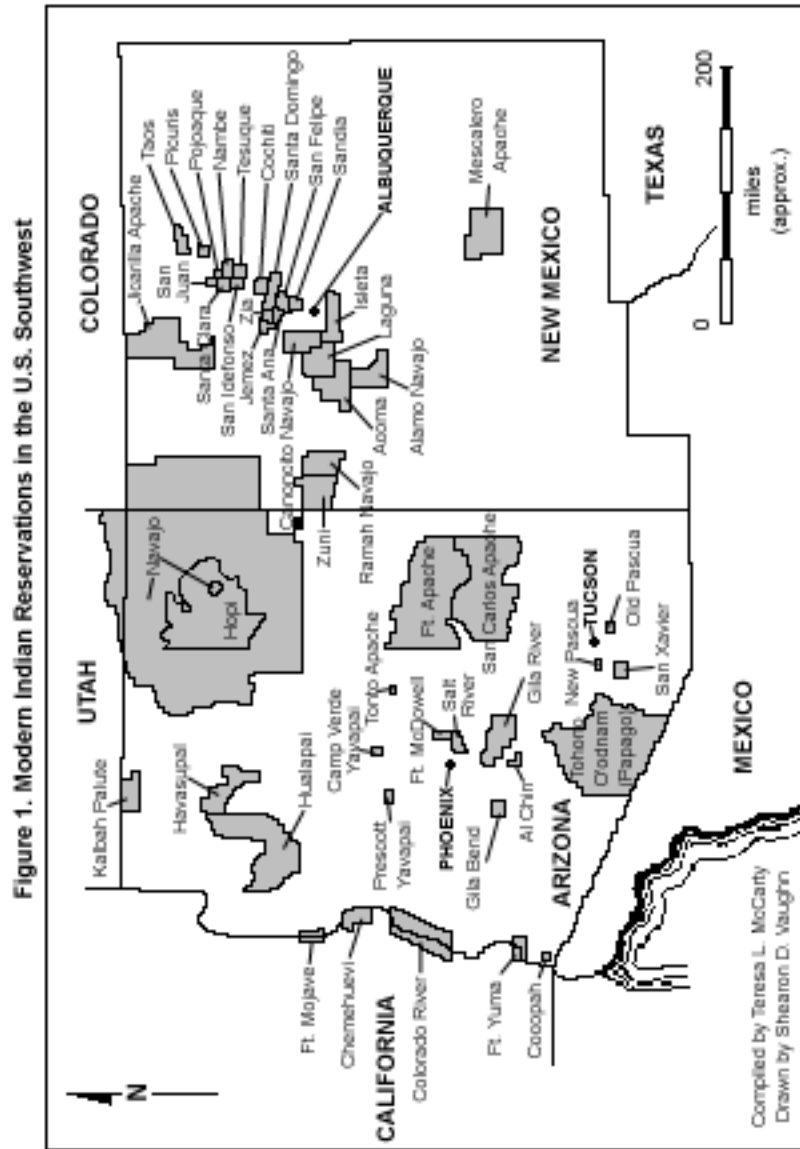 Figure 1. Modern Indian Reservations in the U.S. Southwest
N
UTAH
COLORADO
CALIFORNIA
ARIZONA
NEW MEXICO
TEXAS
MEXICO
Kaibab Paiute
Havasupai
Hualapai
Navajo
Hopi
Ft. Mojave
Chemehuevi
Colorado River
Ft. Yuma
Cocopah
Prescott
Yavapai
Camp Verde
Yavapai
Tonto Apache
Ft. McDowell
Salt
River
PHOENIX
Gila Bend
Ak Chin
Gila River
Ft. Apache
San Carlos Apache
Tohono
O'odnam
(Papago)
New Pascua
TUCSON
Old Pascua
San Xavier
Jicarilla Apache
Taos
Picuris
Pojoaque
Nambe
Tesuque
Cochiti
Santa Domingo
San Felipe
Sandia
ALBUQUERQUE
San
Juan
Santa Clara
San Ildefonso
Jemez
Zia
Santa Ana
Canoncito Navajo
Zuni
Ramah Navajo
Isleta
Laguna
Acoma
Alamo Navajo
Mescalero
Apache
0
200
miles
(approx.)
Compiled by Teresa L. McCarty
Drawn by Shearon D. Vaughn